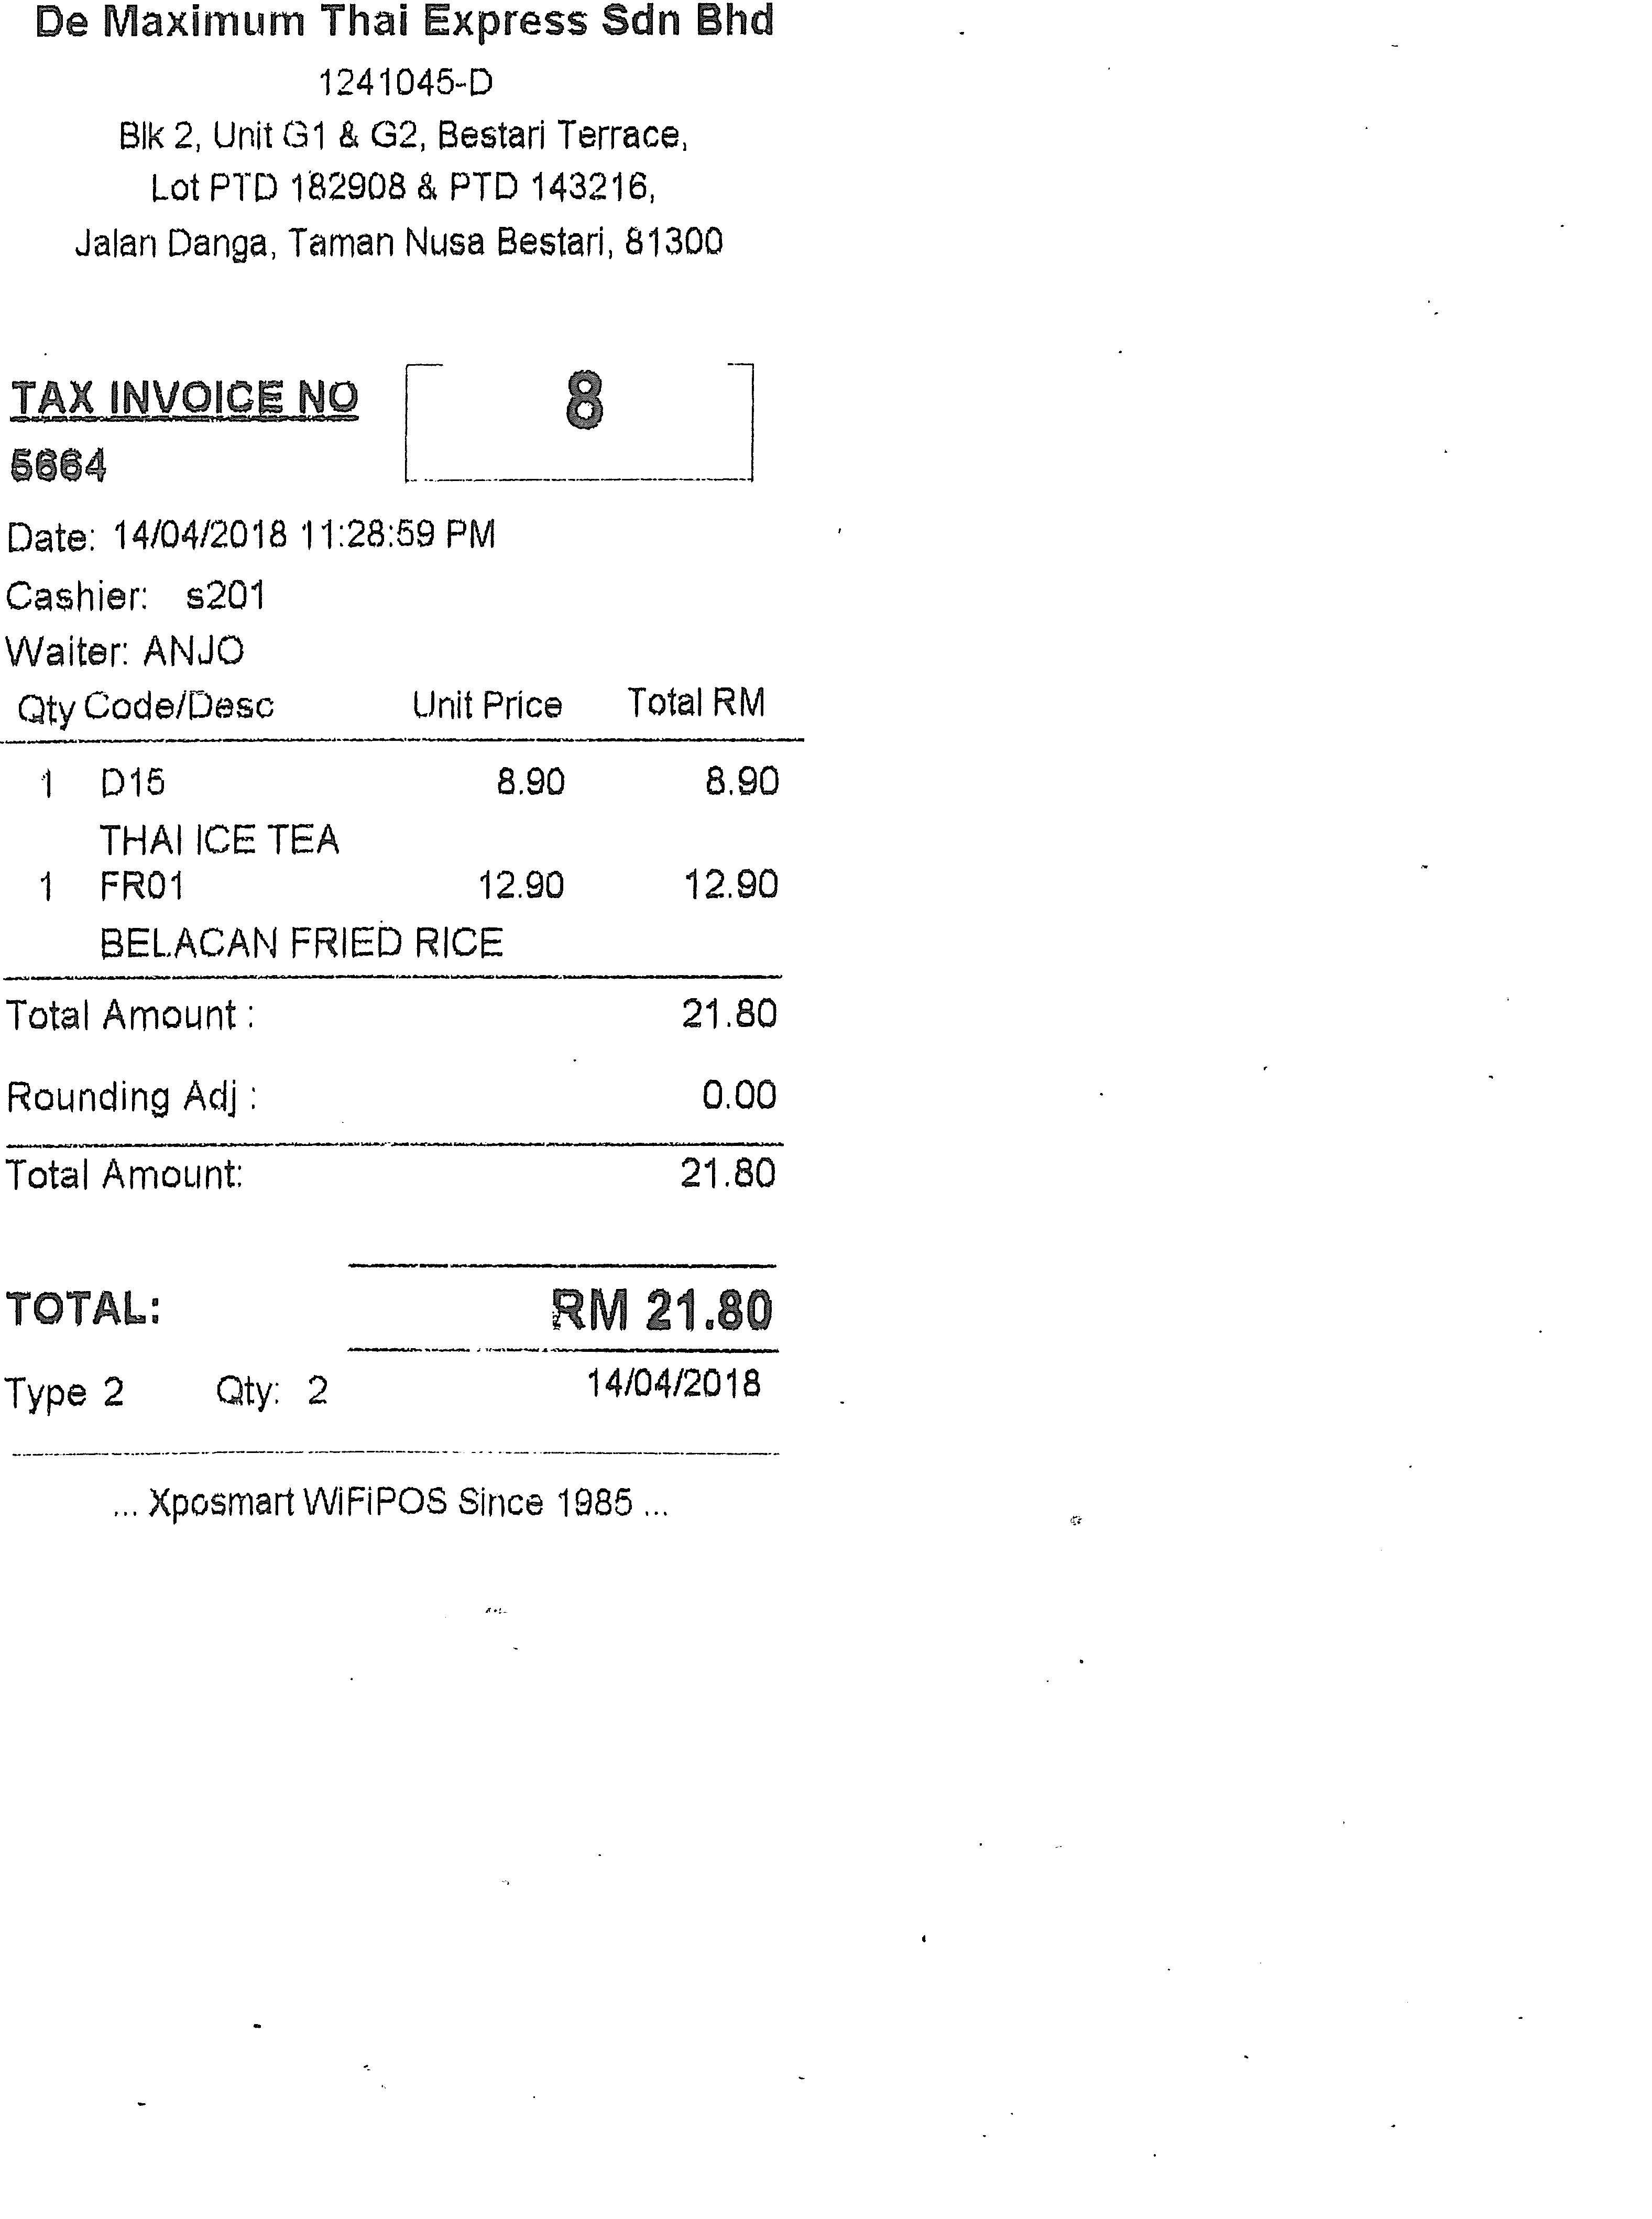 De Maximum Thai Express Sdn Bhd
1241045-D
Blk 2, Unit G1 & G2, Bestari Terrace,
Lot PTD 182908 & PTD 143216,
Jalan Danga, Taman Nusa Bestari, 81300
TAX INVOICE NO
8
5664
Date: 14/04/2018 11:28:59 PM
Cashier: s201
Waiter: ANJO
Qty Code/Desc Unit Price Total RM
1 D15 8.90 8.90
THAI ICE TEA
1 FR01 12.90 12.90
BELACAN FRIED RICE
Total Amount : 21.80
Rounding Adj : 0.00
Total Amount: 21.80
TOTAL: RM 21.80
Type 2 Qty: 2 14/04/2018
... Xposmart WiFiPOS Since 1985 ...